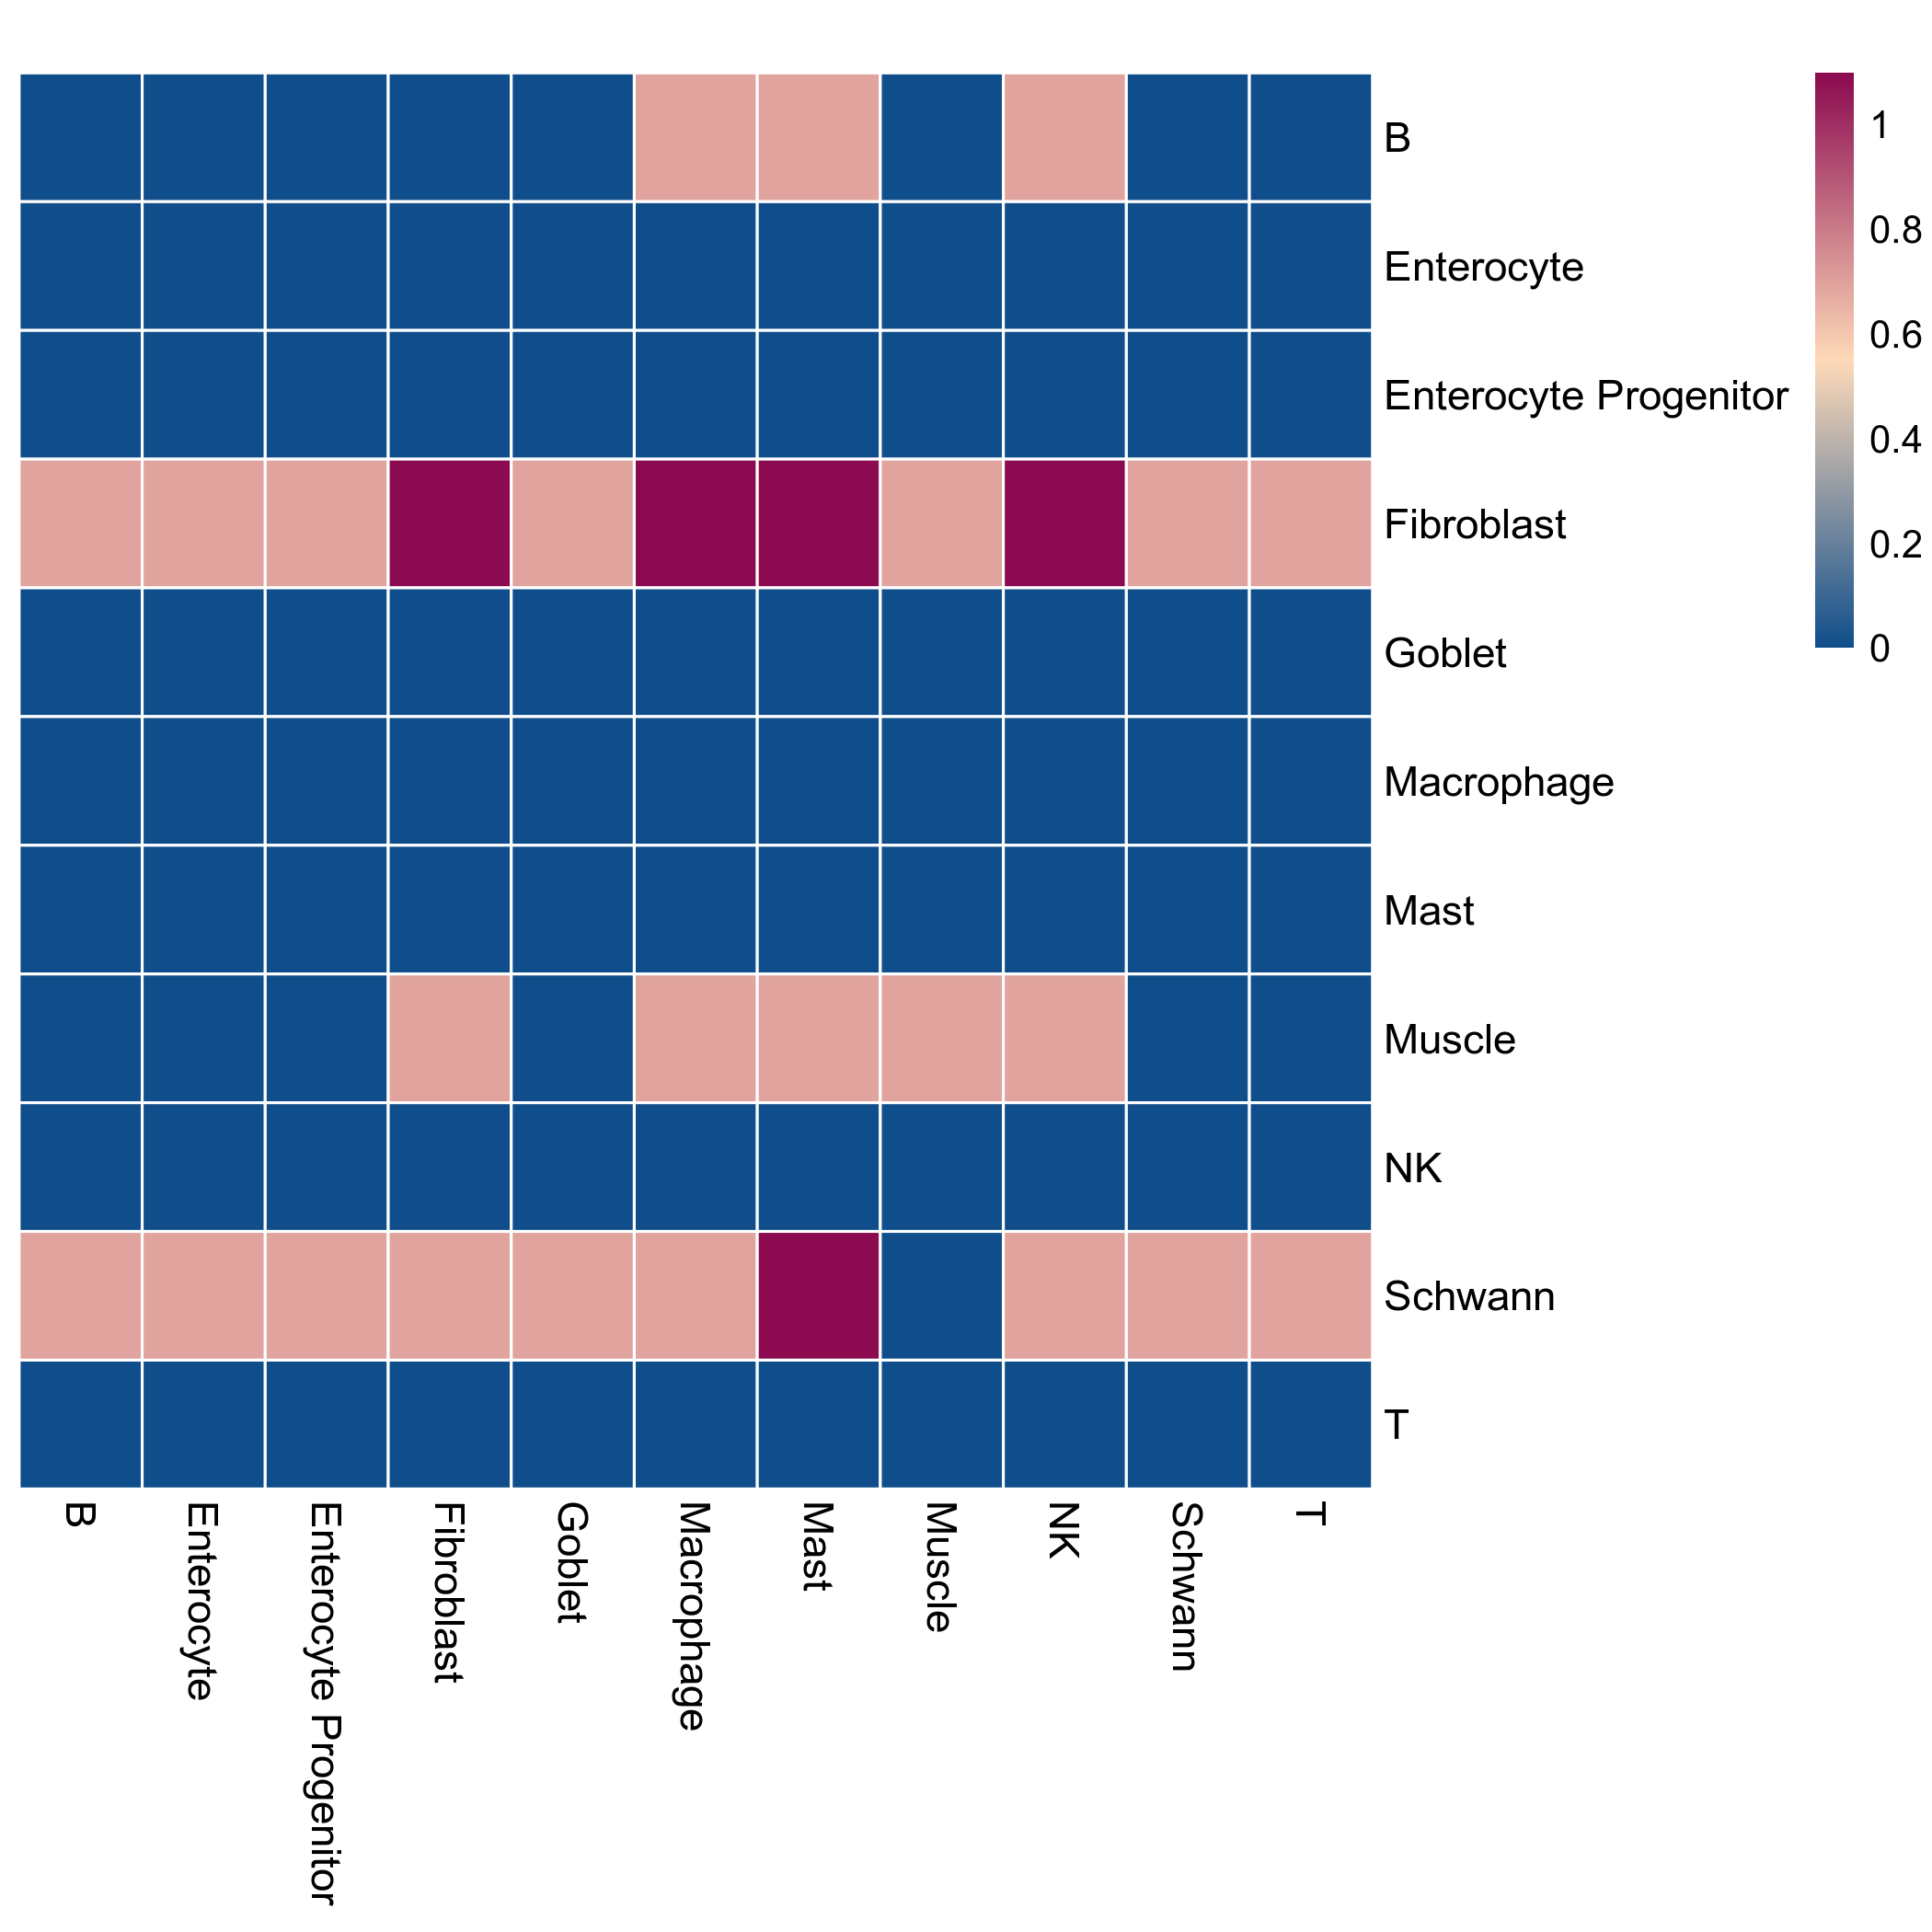 B
Enterocyte
Enterocyte Progenitor
Fibroblast
Goblet
Macrophage
Mast
Muscle
NK
Schwann
T
1
0.8
0.6
0.4
0.2
0
B
Enterocyte
Enterocyte Progenitor
Fibroblast
Goblet
Macrophage
Mast
Muscle
NK
Schwann
T